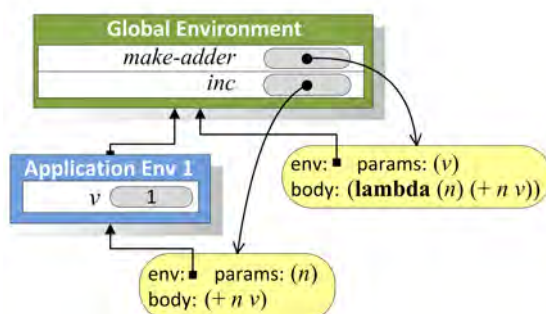 Global Environment
make-adder
inc
Application Env 1
v 1
env: params: (v)
body: (lambda (n) (+ n v))
env: params: (n)
body: (+ n v)